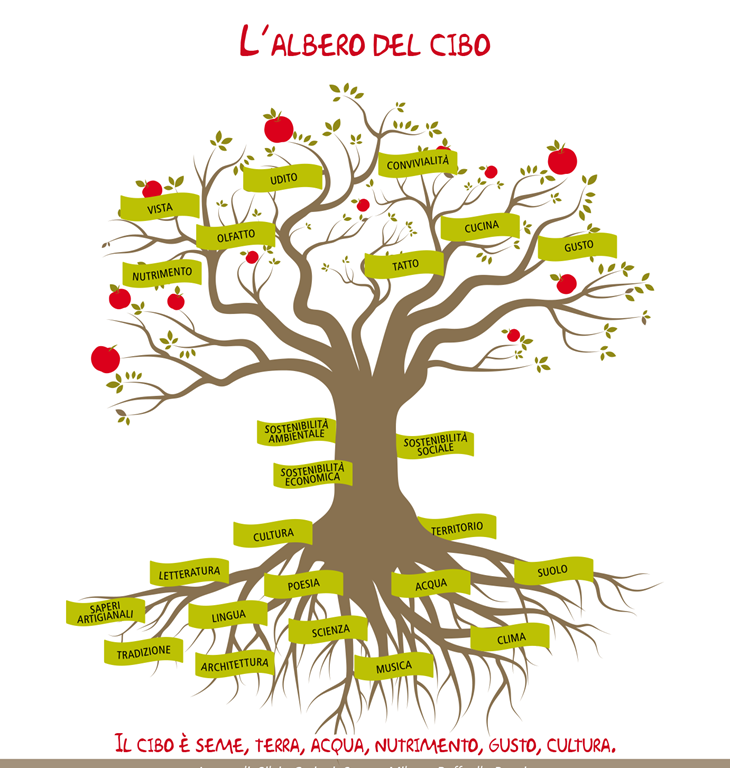 L'ALBERO DEL CIBO
CONVIVIALITÀ
UDITO
VISTA
CUCINA
OLFATTO
GUSTO
TATTO
NUTRIMENTO
SOSTENIBILITÀ
AMBIENTALE
SOSTENIBILITÀ
SOCIALE
SOSTENIBILITÀ
ECONOMICA
CULTURA
TERRITORIO
LETTERATURA
SUOLO
POESIA
ACQUA
SAPERI
ARTIGIANALI
LINGUA
SCIENZA
CLIMA
TRADIZIONE
ARCHITETTURA
MUSICA
IL CIBO È SEME, TERRA, ACQUA, NUTRIMENTO, GUSTO, CULTURA.